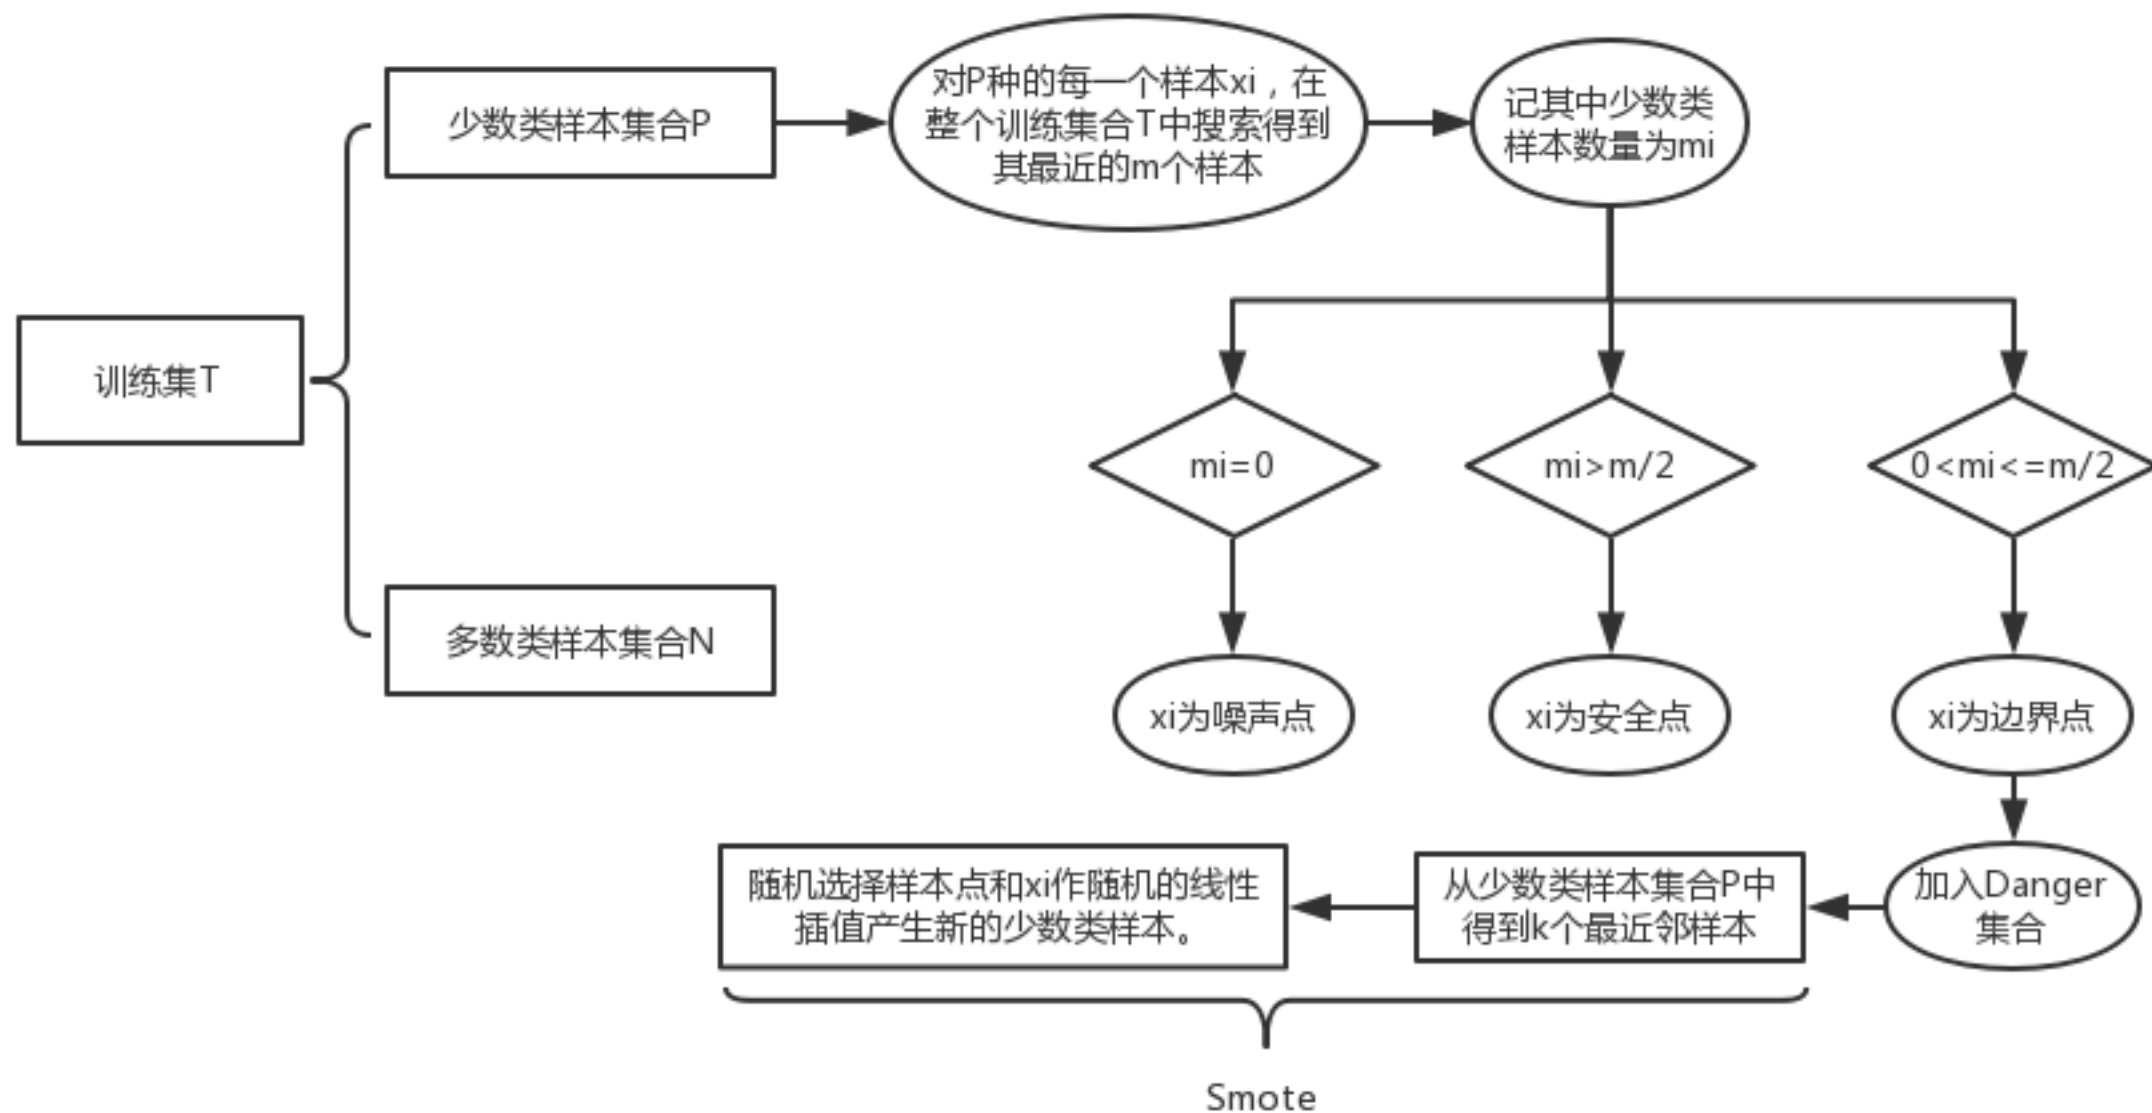 少数类样本集合P
对P种的每一个样本xi，在
整个训练集合T中搜索得到
其最近的m个样本
记其中少数类
样本数量为mi
训练集T
多数类样本集合N
mi=0
mi>m/2
0<mi<=m/2
xi为噪声点
xi为安全点
xi为边界点
加入Danger
集合
从少数类样本集合P中
得到k个最近邻样本
随机选择样本点和xi作随机的线性
插值产生新的少数类样本。
Smote